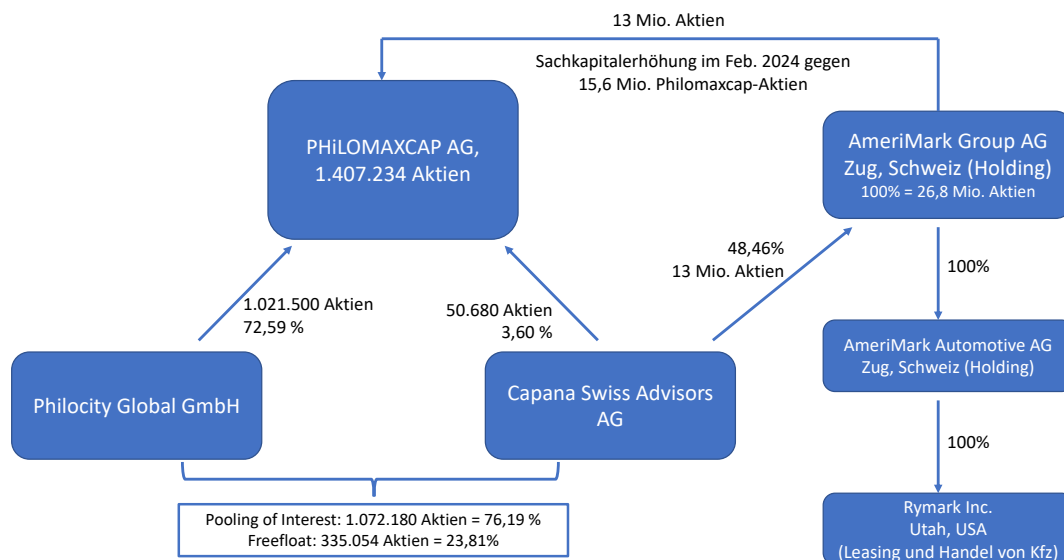 13 Mio. Aktien
Sachkapitalerhöhung im Feb. 2024 gegen
15,6 Mio. Philomaxcap-Aktien
PHiLOMAXCAP AG,
1.407.234 Aktien
AmeriMark Group AG
Zug, Schweiz (Holding)
100% = 26,8 Mio. Aktien
1.021.500 Aktien
72,59 %
50.680 Aktien
3,60 %
48,46%
13 Mio. Aktien
100%
AmeriMark Automotive AG
Zug, Schweiz (Holding)
Philocity Global GmbH
Capana Swiss Advisors
AG
100%
Pooling of Interest: 1.072.180 Aktien = 76,19 %
Freefloat: 335.054 Aktien = 23,81%
Rymark Inc.
Utah, USA
(Leasing und Handel von Kfz)